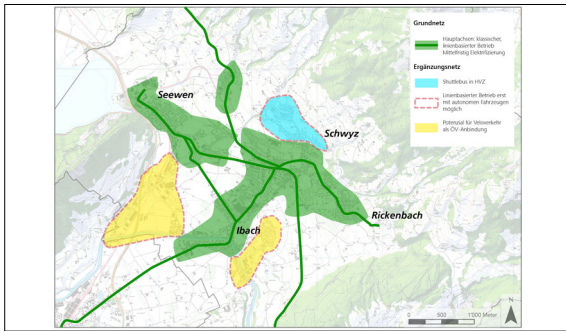 Grundnetz
Hauptachsen: klassischer,
linienbasierter Betrieb
Mittelfristig Elektrifizierung
Ergänzungsnetz
Shuttlebus in HVZ
Linienbasierter Betrieb erst
mit autonomen Fahrzeugen
möglich
Potenzial für Veloverkehr
als ÖV-Anbindung
Seewen
Schwyz
Rickenbach
Ibach
N
0 500 1'000 Meter